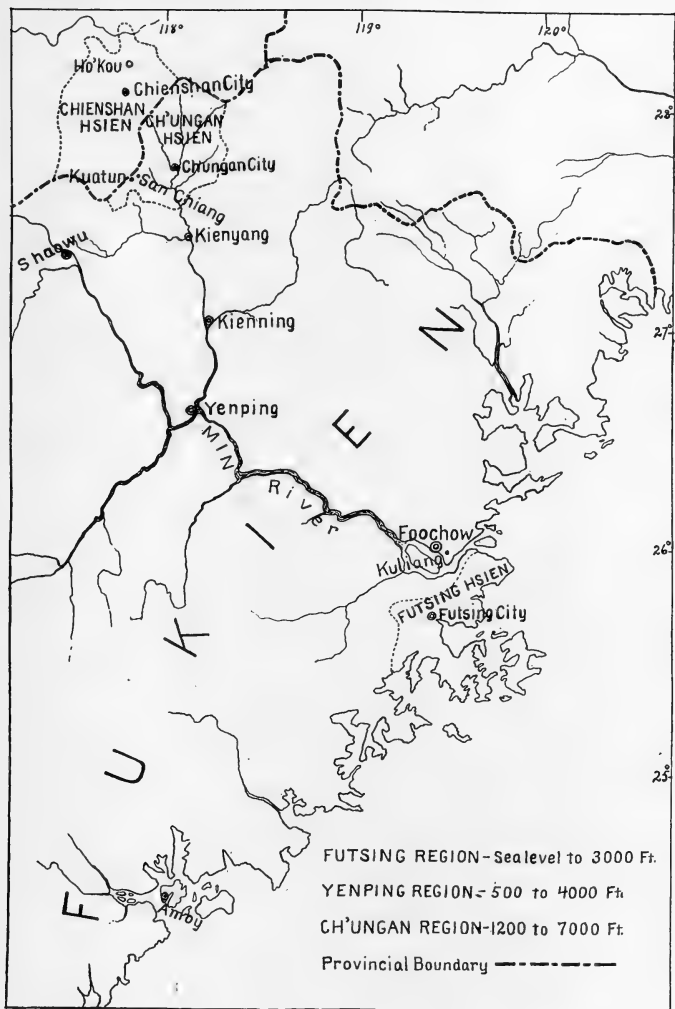 118°
119°
120°
Ho'Kou
Chienshan City
CHIENSHAN
HSIEN
CH'UNGAN
HSIEN
28°
Chungan City
Kuatun
San Chiang
Shaowu
Kienyang
27°
Kienning
Yenping
MIN River
Foochow
26°
Kuliang
FUTSING HSIEN
Futsing City
25°
FUKIEN
Amoy
FUTSING REGION-Sealevel to 3000 Ft.
YENPING REGION-500 to 4000 Ft.
CH'UNGAN REGION-1200 to 7000 Ft.
Provincial Boundary